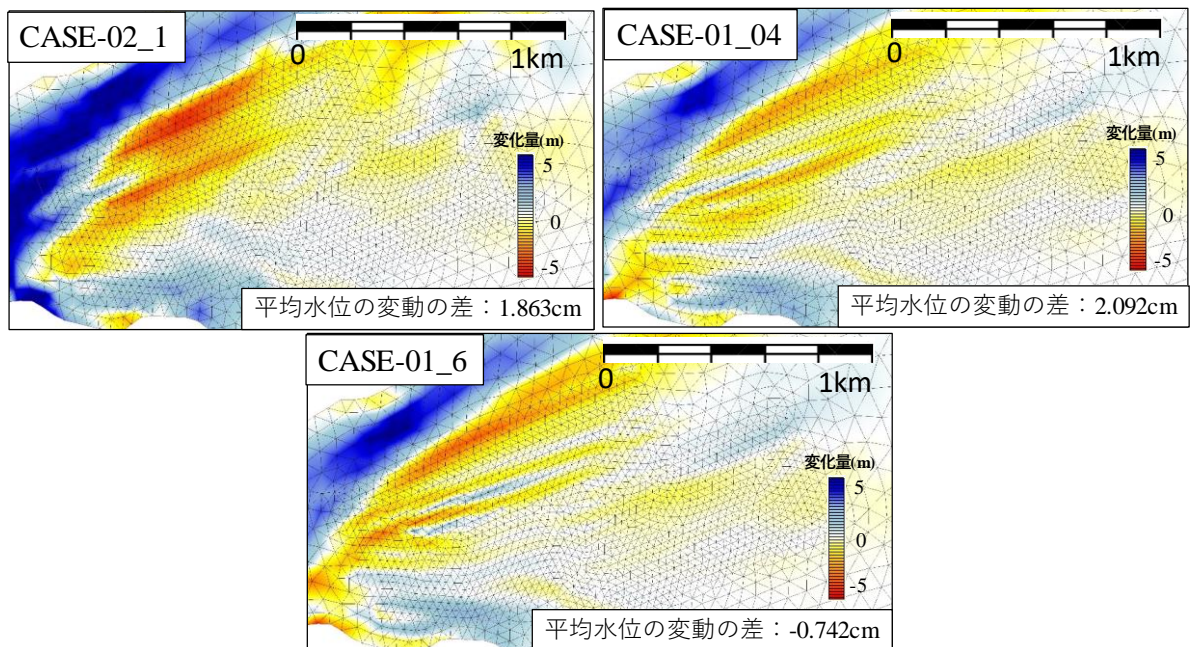 CASE-02_1
0
1km
変化量(m)
5
0
-5
平均水位の変動の差：1.863cm
CASE-01_04
0
1km
変化量(m)
5
0
-5
平均水位の変動の差：2.092cm
CASE-01_6
0
1km
変化量(m)
5
0
-5
平均水位の変動の差：-0.742cm